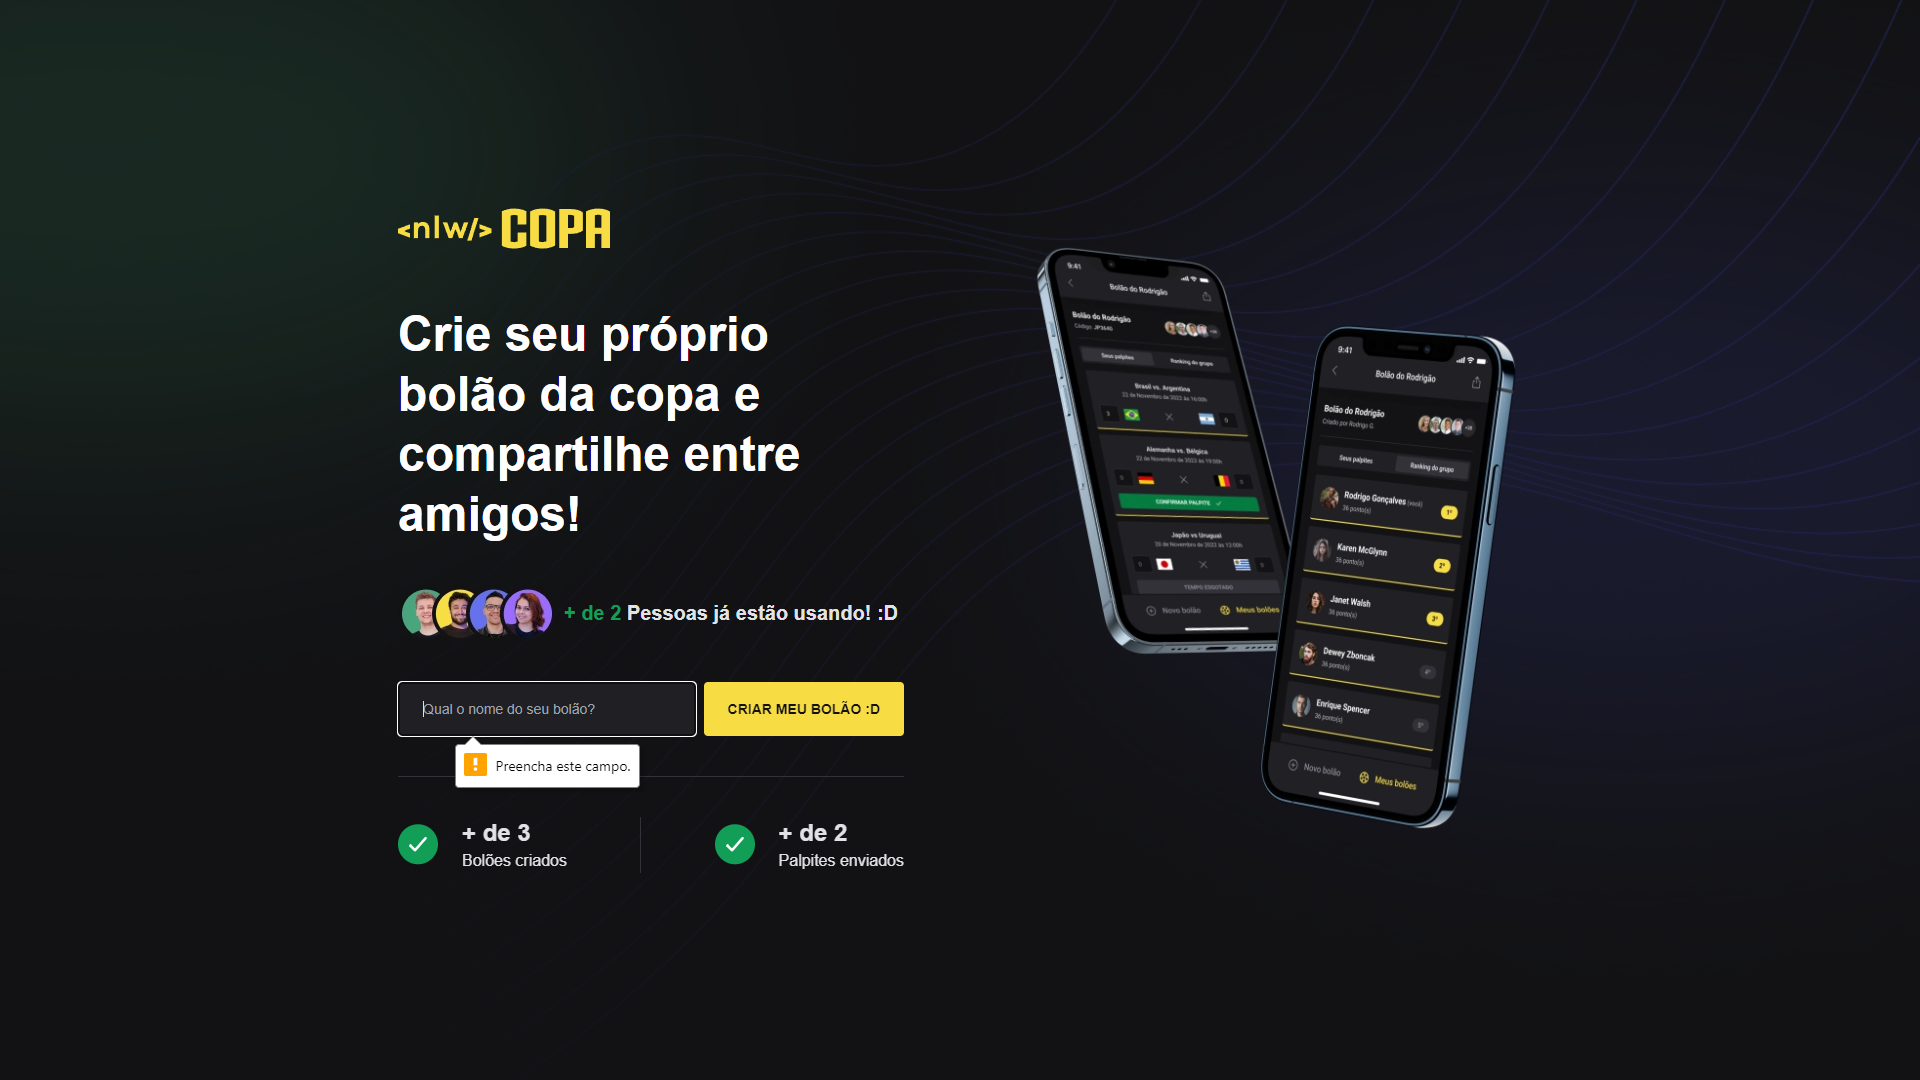 <nlw/> COPA
Crie seu próprio
bolão da copa e
compartilhe entre
amigos!
+ de 2 Pessoas já estão usando! :D
Qual o nome do seu bolão?
CRIAR MEU BOLÃO :D
Preencha este campo.
+ de 3
Bolões criados
+ de 2
Palpites enviados
9:41
Bolão do Rodrigão
Bolão do Rodrigão
Código: JP3640
Seus palpites
Ranking do grupo
Brasil vs. Argentina
Alemanha vs. Bélgica
CONFIRMAR PALPITE
Japão vs Uruguai
TEMPO ESGOTADO
Novo bolão
Meus bolões
9:41
Bolão do Rodrigão
Bolão do Rodrigão
Criado por Rodrigo G.
Seus palpites
Ranking do grupo
Rodrigo Gonçalves
36 ponto(s)
1º
Karen McGlynn
36 ponto(s)
2º
Janet Walsh
36 ponto(s)
3º
Dewey Zboncak
36 ponto(s)
4º
Enrique Spencer
36 ponto(s)
5º
Novo bolão
Meus bolões